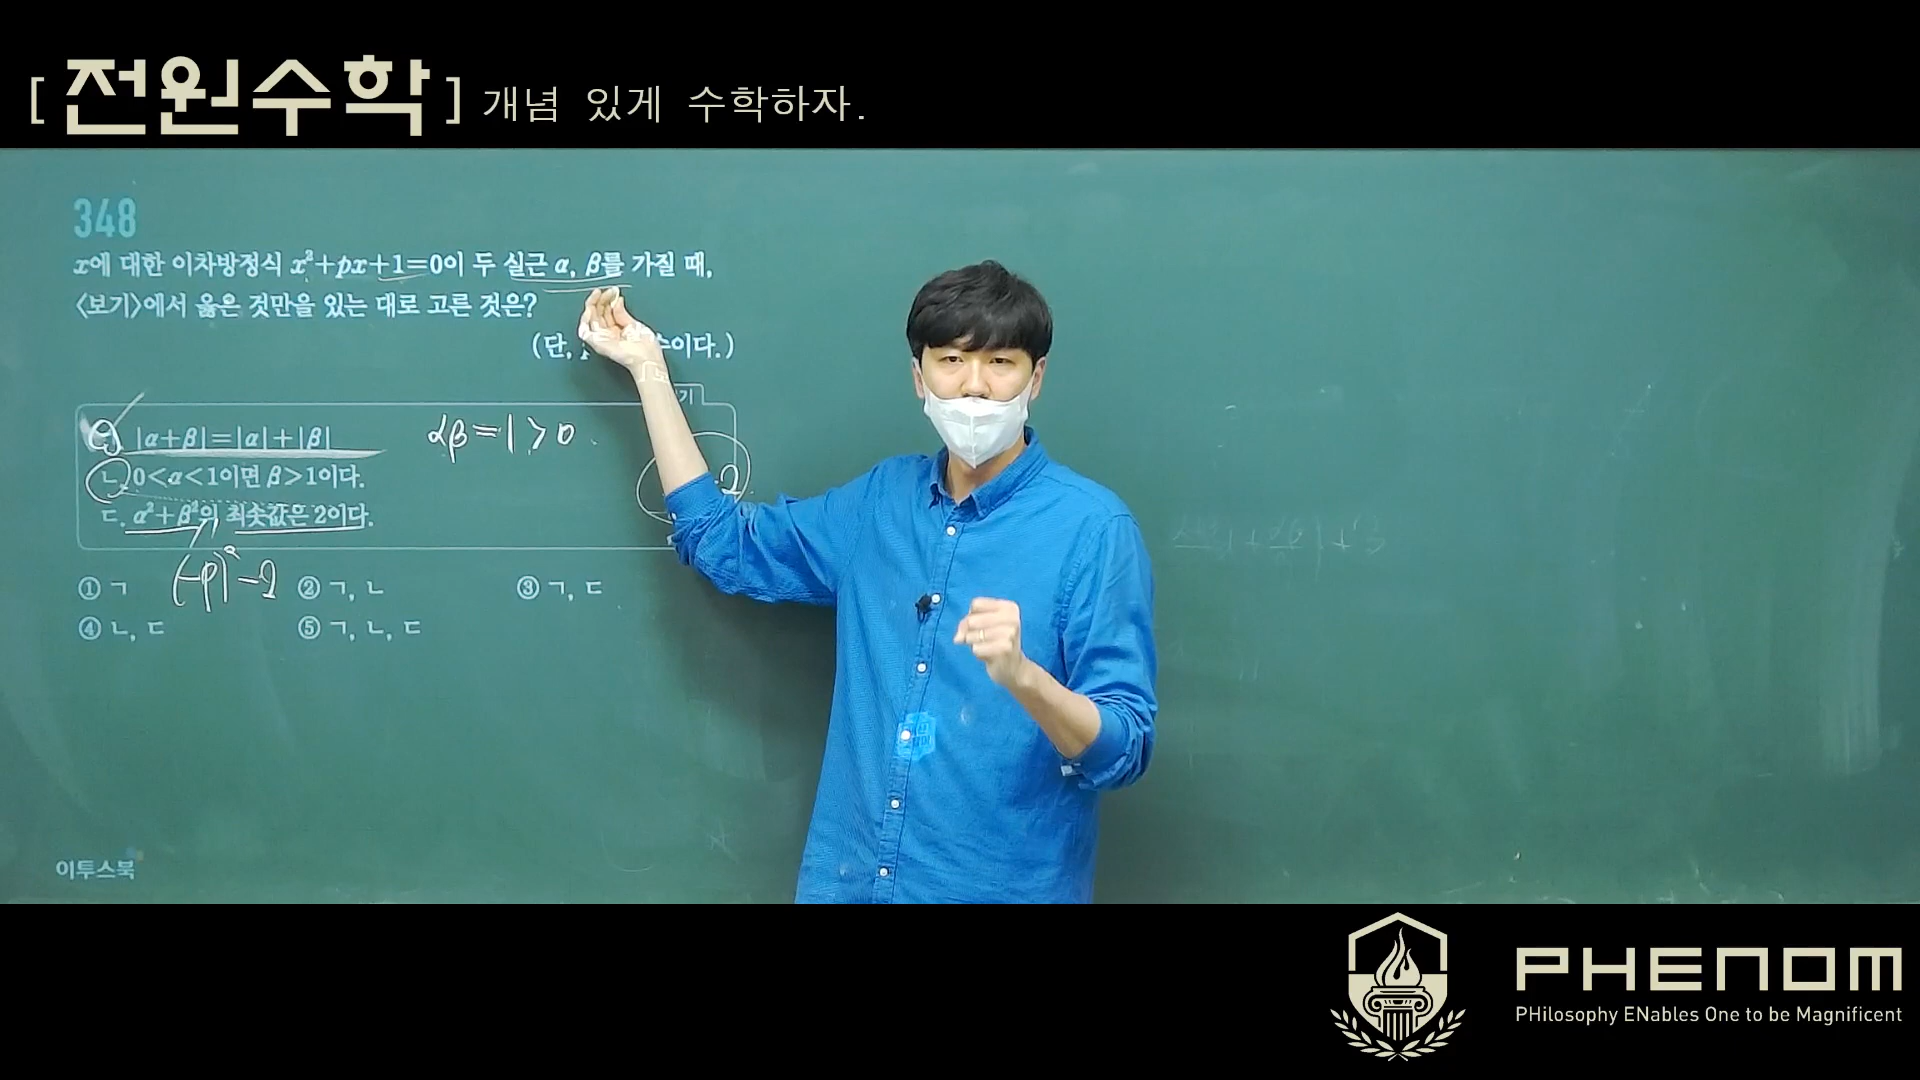 [전원수학] 개념 있게 수학하자.
348
x에 대한 이차방정식 x²+px+1=0이 두 실근 α, β를 가질 때,
〈보기〉에서 옳은 것만을 있는 대로 고른 것은?
(단, 수이다.)
기
|α+β|=|α|+|β|
αβ=1>0.
ㄴ. 0<α<1이면 β>1이다.
2
ㄷ. α²+β²의 최솟값은 2이다.
(-p)²-2
① ㄱ ② ㄱ, ㄴ ③ ㄱ, ㄷ
④ ㄴ, ㄷ ⑤ ㄱ, ㄴ, ㄷ
이투스북
PHENOM
PHilosophy ENables One to be Magnificent